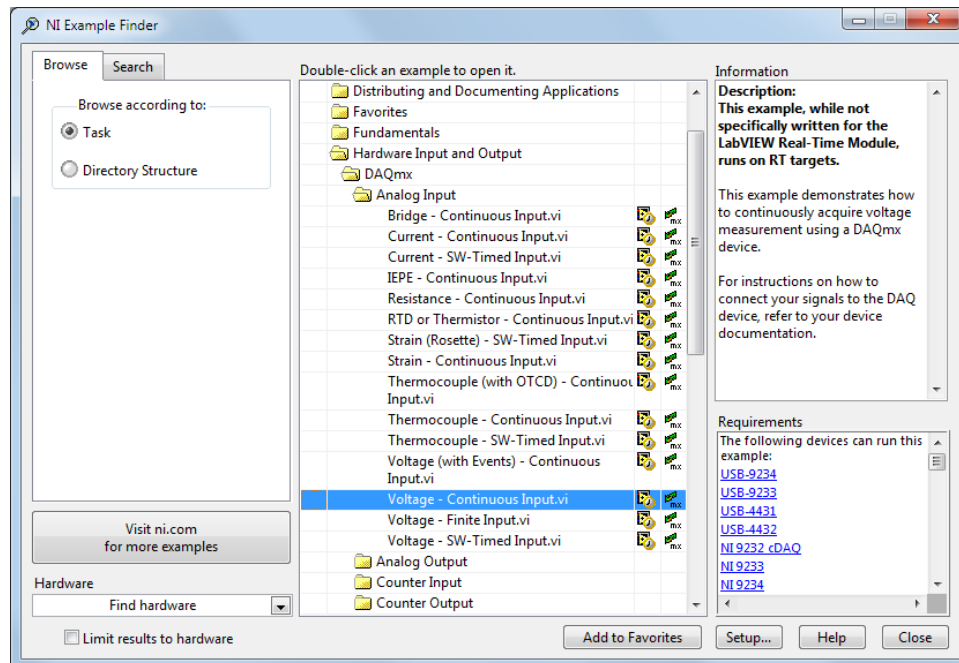 NI Example Finder
Browse
Search
Browse according to:
Task
Directory Structure
Visit ni.com
for more examples
Hardware
Find hardware
Limit results to hardware
Double-click an example to open it.
Distributing and Documenting Applications
Favorites
Fundamentals
Hardware Input and Output
DAQmx
Analog Input
Bridge - Continuous Input.vi
Current - Continuous Input.vi
Current - SW-Timed Input.vi
IEPE - Continuous Input.vi
Resistance - Continuous Input.vi
RTD or Thermistor - Continuous Input.vi
Strain (Rosette) - SW-Timed Input.vi
Strain - Continuous Input.vi
Thermocouple (with OTCD) - Continuou
Input.vi
Thermocouple - Continuous Input.vi
Thermocouple - SW-Timed Input.vi
Voltage (with Events) - Continuous
Input.vi
Voltage - Continuous Input.vi
Voltage - Finite Input.vi
Voltage - SW-Timed Input.vi
Analog Output
Counter Input
Counter Output
Add to Favorites
Information
Description:
This example, while not
specifically written for the
LabVIEW Real-Time Module,
runs on RT targets.
This example demonstrates how
to continuously acquire voltage
measurement using a DAQmx
device.
For instructions on how to
connect your signals to the DAQ
device, refer to your device
documentation.
Requirements
The following devices can run this
example:
USB-9234
USB-9233
USB-4431
USB-4432
NI 9232 cDAQ
NI 9233
NI 9234
Setup...
Help
Close